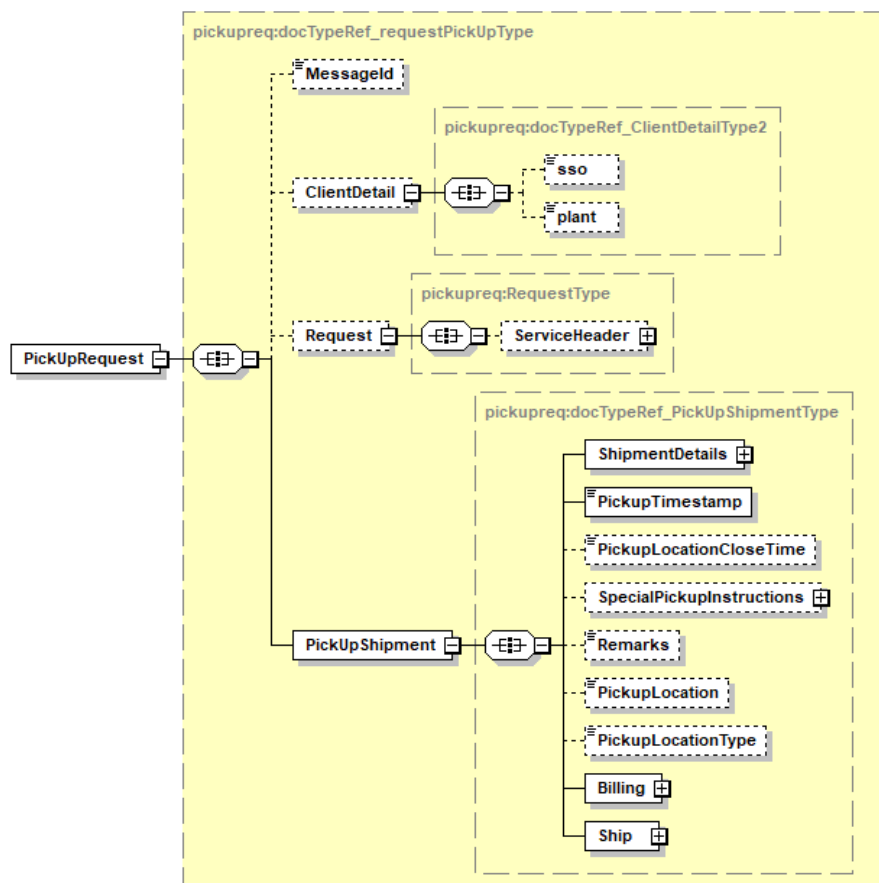 pickupreq:docTypeRef_requestPickUpType
MessageId
pickupreq:docTypeRef_ClientDetailType2
sso
ClientDetail
plant
pickupreq:RequestType
Request
ServiceHeader
PickUpRequest
pickupreq:docTypeRef_PickUpShipmentType
ShipmentDetails
PickupTimestamp
PickupLocationCloseTime
SpecialPickupInstructions
PickUpShipment
Remarks
PickupLocation
PickupLocationType
Billing
Ship